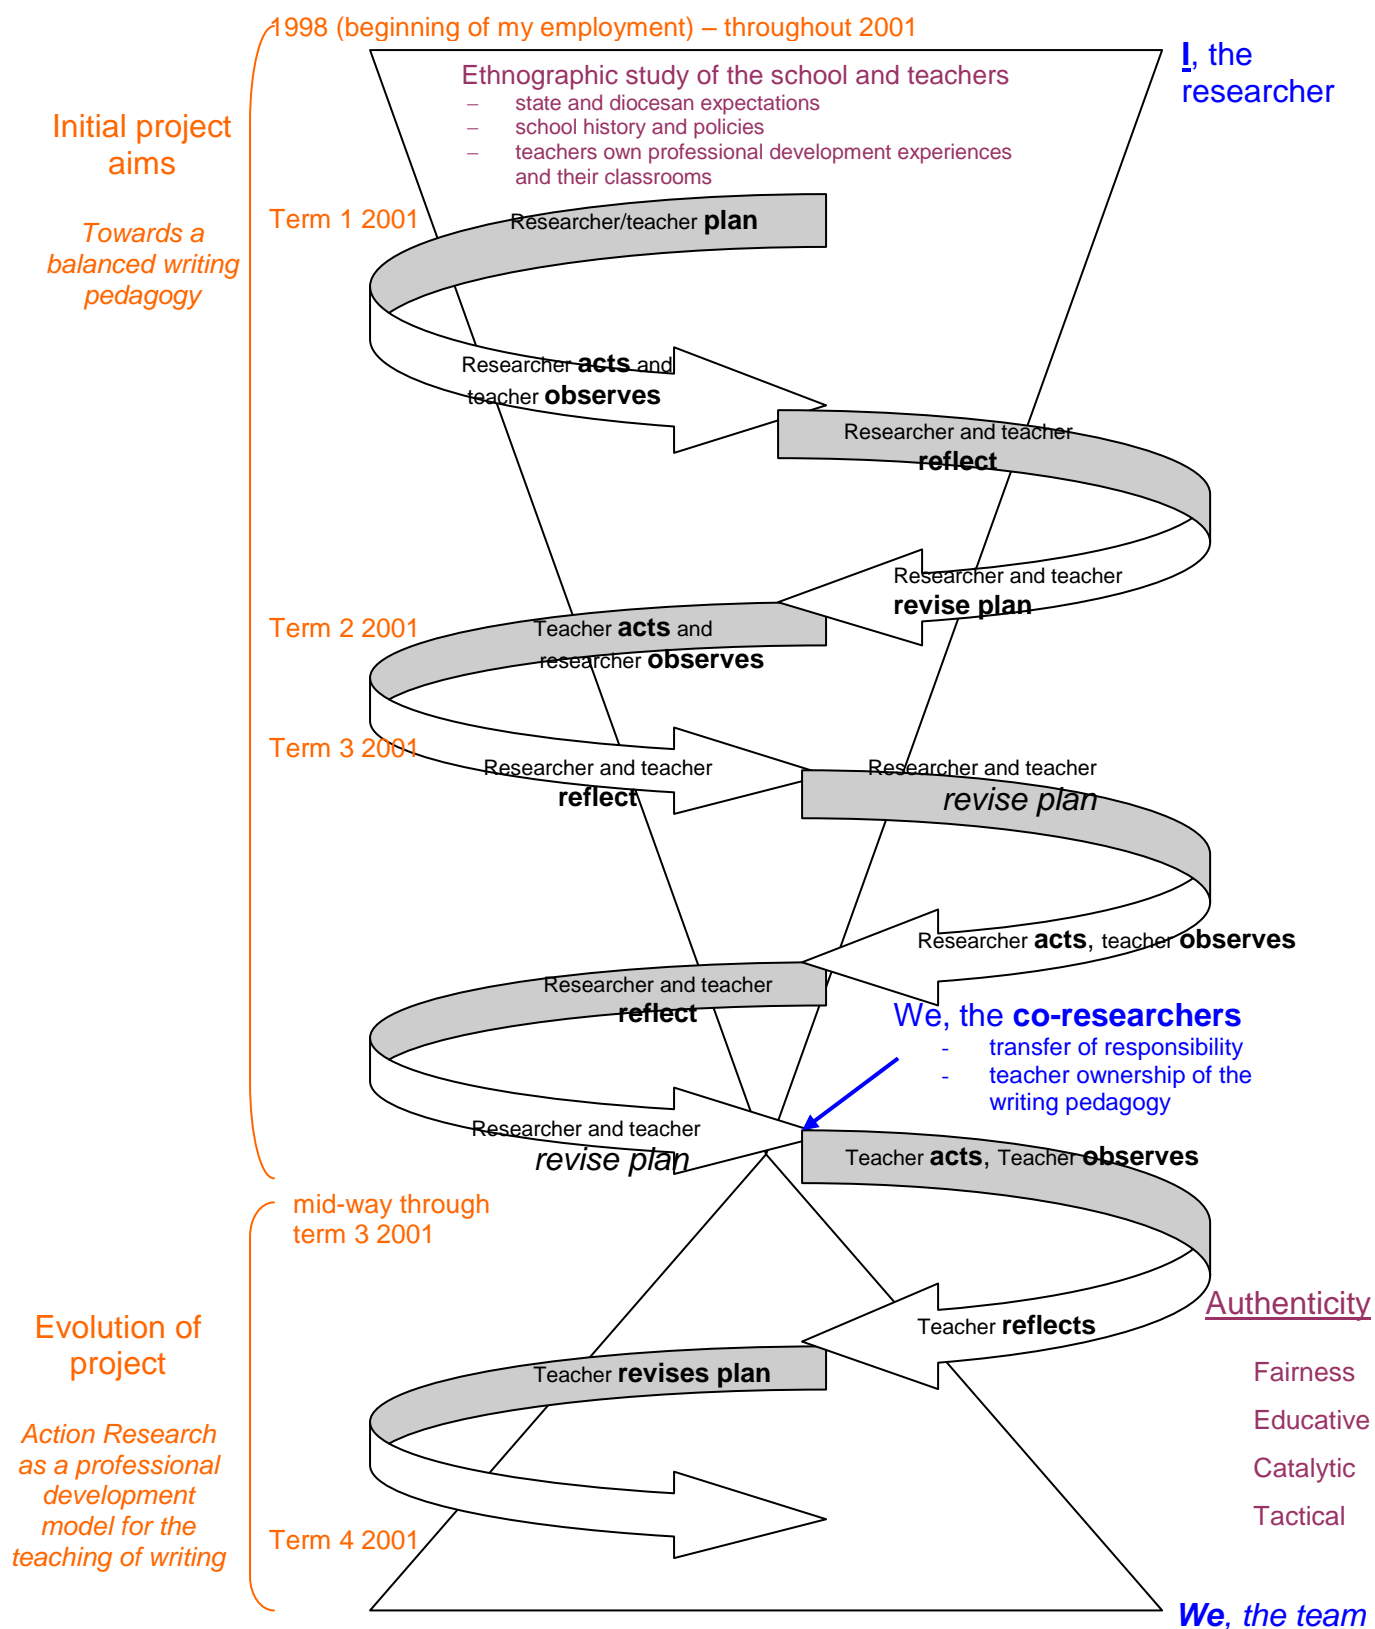 1998 (beginning of my employment) – throughout 2001
I, the
researcher
Ethnographic study of the school and teachers
– state and diocesan expectations
– school history and policies
– teachers own professional development experiences
and their classrooms
Initial project
aims
Towards a
balanced writing
pedagogy
Term 1 2001
Researcher/teacher plan
Researcher acts and
teacher observes
Researcher and teacher
reflect
Researcher and teacher
revise plan
Term 2 2001
Teacher acts and
researcher observes
Term 3 2001
Researcher and teacher
reflect
Researcher and teacher
revise plan
Researcher acts, teacher observes
Researcher and teacher
reflect
We, the co-researchers
- transfer of responsibility
- teacher ownership of the
writing pedagogy
Researcher and teacher
revise plan
Teacher acts, Teacher observes
mid-way through
term 3 2001
Teacher reflects
Teacher revises plan
Evolution of
project
Action Research
as a professional
development
model for the
teaching of writing
Term 4 2001
Authenticity
Fairness
Educative
Catalytic
Tactical
We, the team